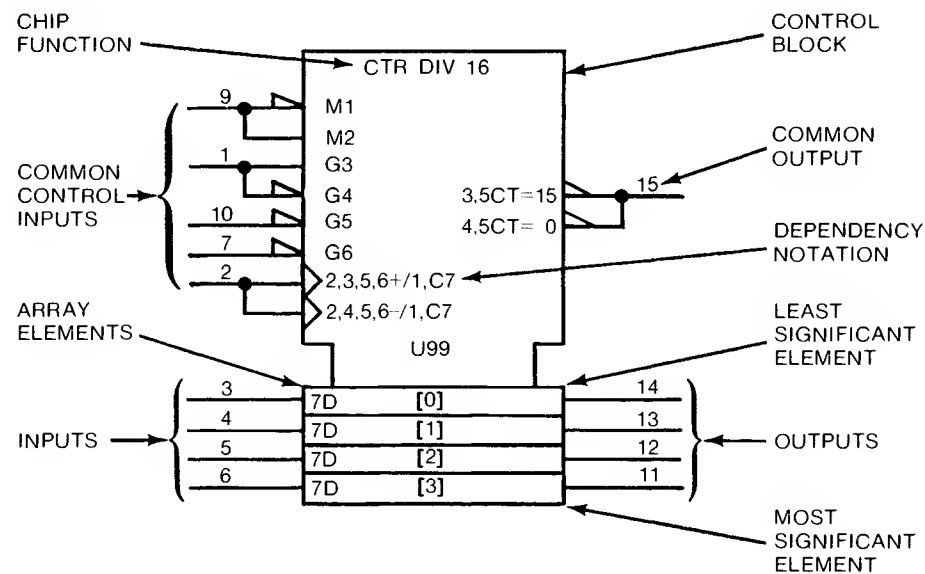 CHIP
FUNCTION
CONTROL
BLOCK
CTR DIV 16
9
M1
M2
1
G3
COMMON
CONTROL
INPUTS
G4
3,5CT=15
15
COMMON
OUTPUT
10
G5
4,5CT= 0
7
G6
DEPENDENCY
NOTATION
2
2,3,5,6+/1,C7
2,4,5,6-/1,C7
ARRAY
ELEMENTS
U99
LEAST
SIGNIFICANT
ELEMENT
3
7D [0]
14
4
7D [1]
13
INPUTS
OUTPUTS
5
7D [2]
12
6
7D [3]
11
MOST
SIGNIFICANT
ELEMENT